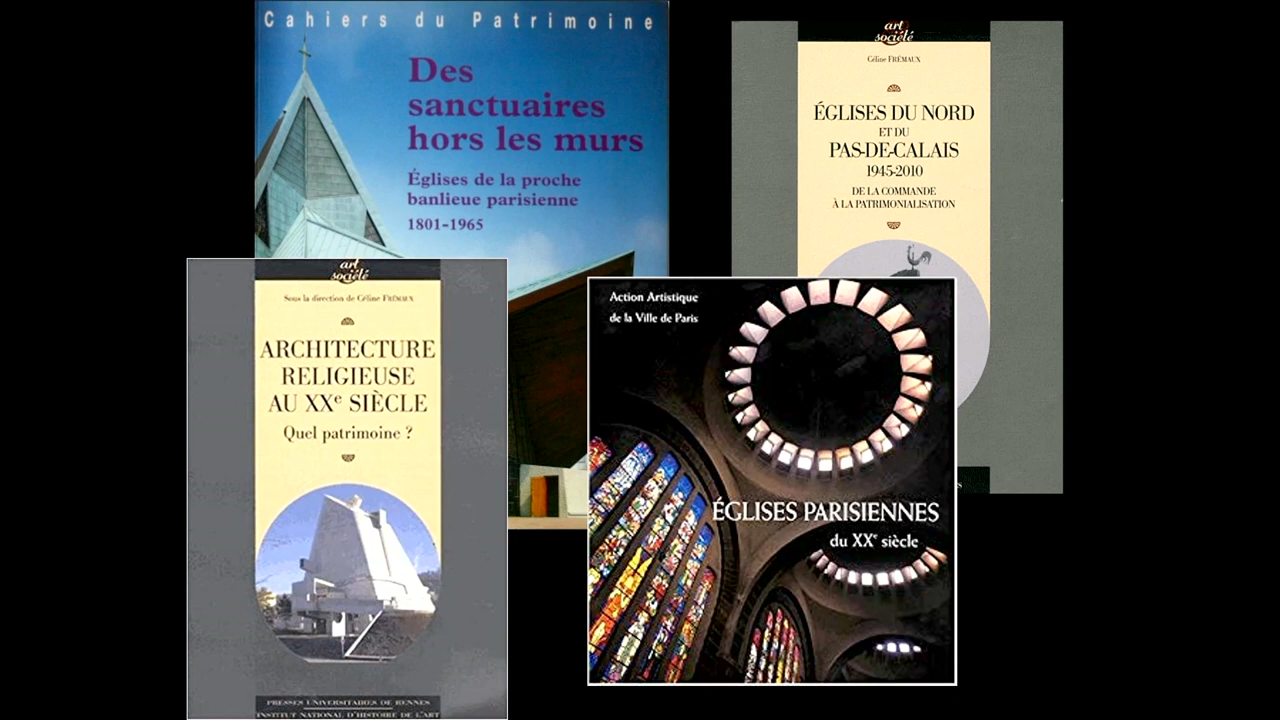 Cahiers du Patrimoine
Des
sanctuaires
hors les murs
Églises de la proche
banlieue parisienne
1801-1965
art
société
Céline FRÉMAUX
ÉGLISES DU NORD
ET DU
PAS-DE-CALAIS
1945-2010
DE LA COMMANDE
À LA PATRIMONIALISATION
art
société
Sous la direction de Céline FRÉMAUX
ARCHITECTURE
RELIGIEUSE
AU XXe SIÈCLE
Quel patrimoine ?
PRESSES UNIVERSITAIRES DE RENNES
INSTITUT NATIONAL D'HISTOIRE DE L'ART
Action Artistique
de la Ville de Paris
ÉGLISES PARISIENNES
du XXe siècle